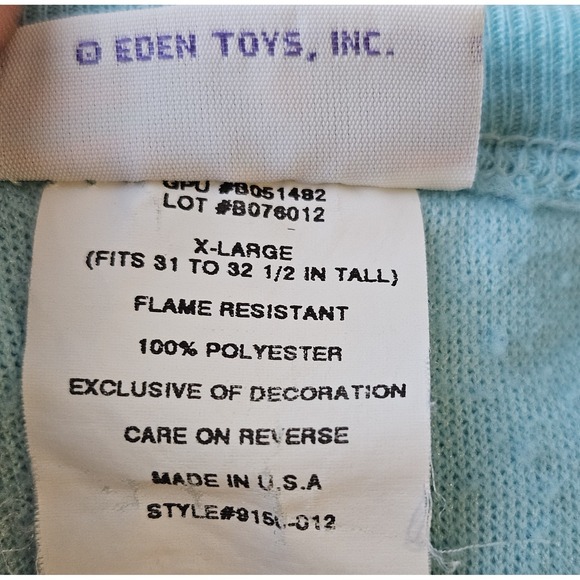 © EDEN TOYS, INC.
GPU #B051482
LOT #B076012
X-LARGE
(FITS 31 TO 32 1/2 IN TALL)
FLAME RESISTANT
100% POLYESTER
EXCLUSIVE OF DECORATION
CARE ON REVERSE
MADE IN U.S.A